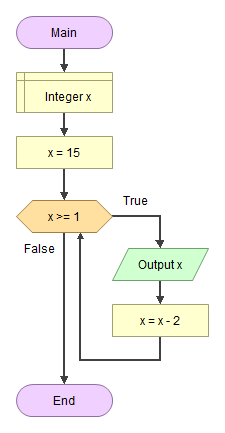 Main
Integer x
x = 15
x >= 1
True
False
Output x
x = x - 2
End